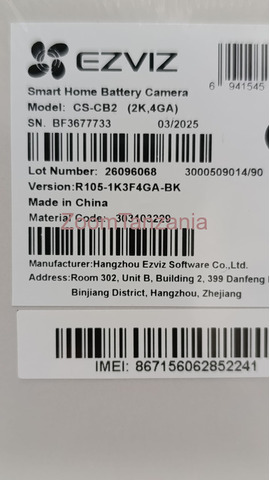 EZVIZ
Smart Home Battery Camera
Model: CS-CB2 (2K,4GA)
SN. BF3677733 03/2025
6 941545
Lot Number: 26096068 3000509014/90
Version:R105-1K3F4GA-BK
Made in China
Material Code: 303103229
ZoomTanzania
Manufacturer:Hangzhou Ezviz Software Co.,Ltd.
Address:Room 302, Unit B, Building 2, 399 Danfeng
Binjiang District, Hangzhou, Zhejiang
IMEI: 867156062852241